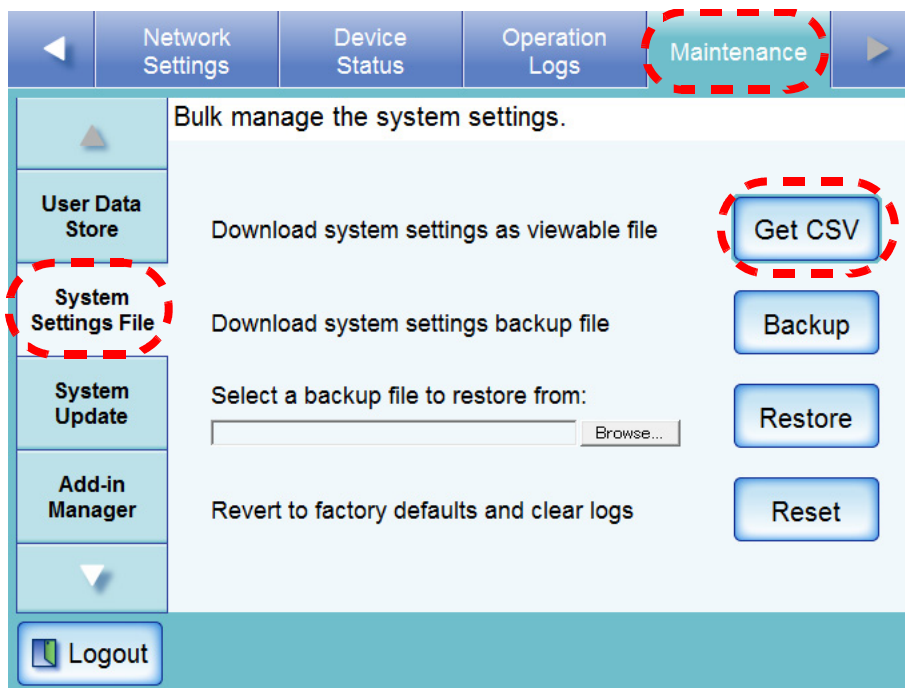 Network
Settings
Device
Status
Operation
Logs
Maintenance
Bulk manage the system settings.
User Data
Store
System
Settings File
System
Update
Add-in
Manager
Download system settings as viewable file
Get CSV
Download system settings backup file
Backup
Select a backup file to restore from:
Browse...
Restore
Revert to factory defaults and clear logs
Reset
Logout